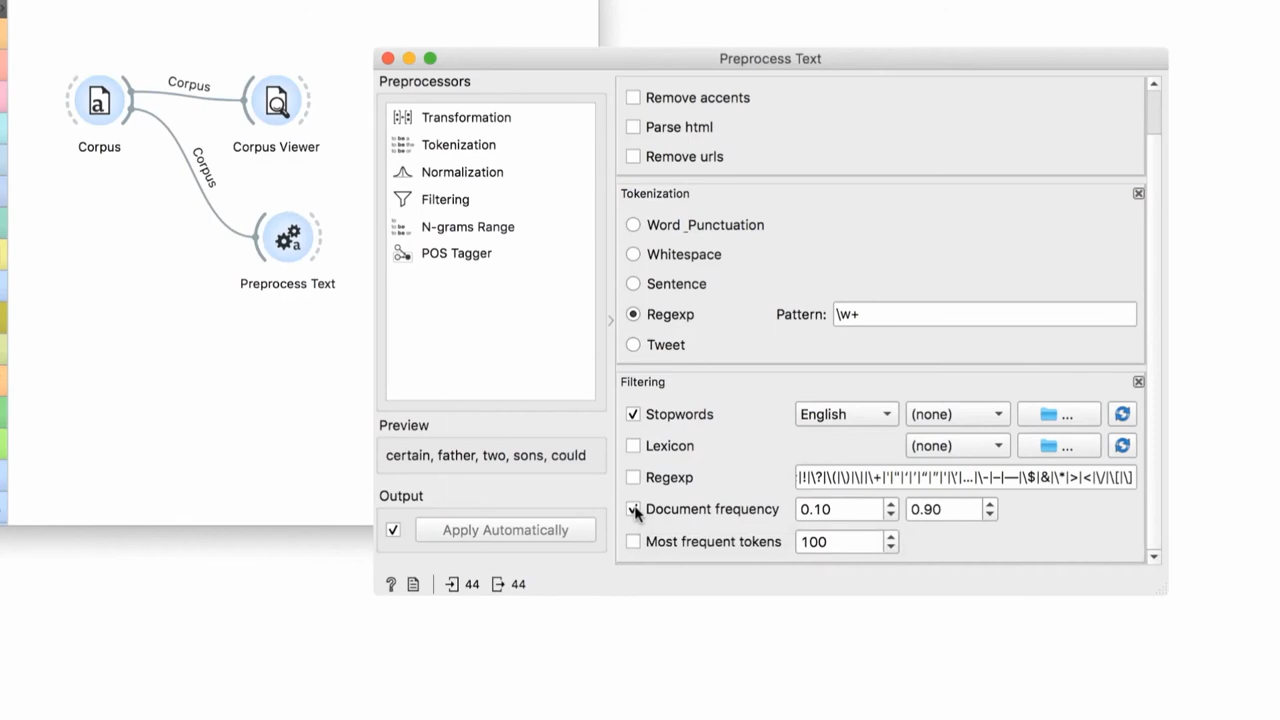 Corpus
Corpus Viewer
Corpus
Corpus
Preprocess Text
Preprocess Text
Preprocessors
Transformation
Tokenization
Normalization
Filtering
N-grams Range
POS Tagger
Preview
certain, father, two, sons, could
Output
Apply Automatically
44 44
Remove accents
Parse html
Remove urls
Tokenization
Word_Punctuation
Whitespace
Sentence
Regexp Pattern: \w+
Tweet
Filtering
Stopwords English (none) ...
Lexicon (none) ...
Regexp
Document frequency 0.10 0.90
Most frequent tokens 100